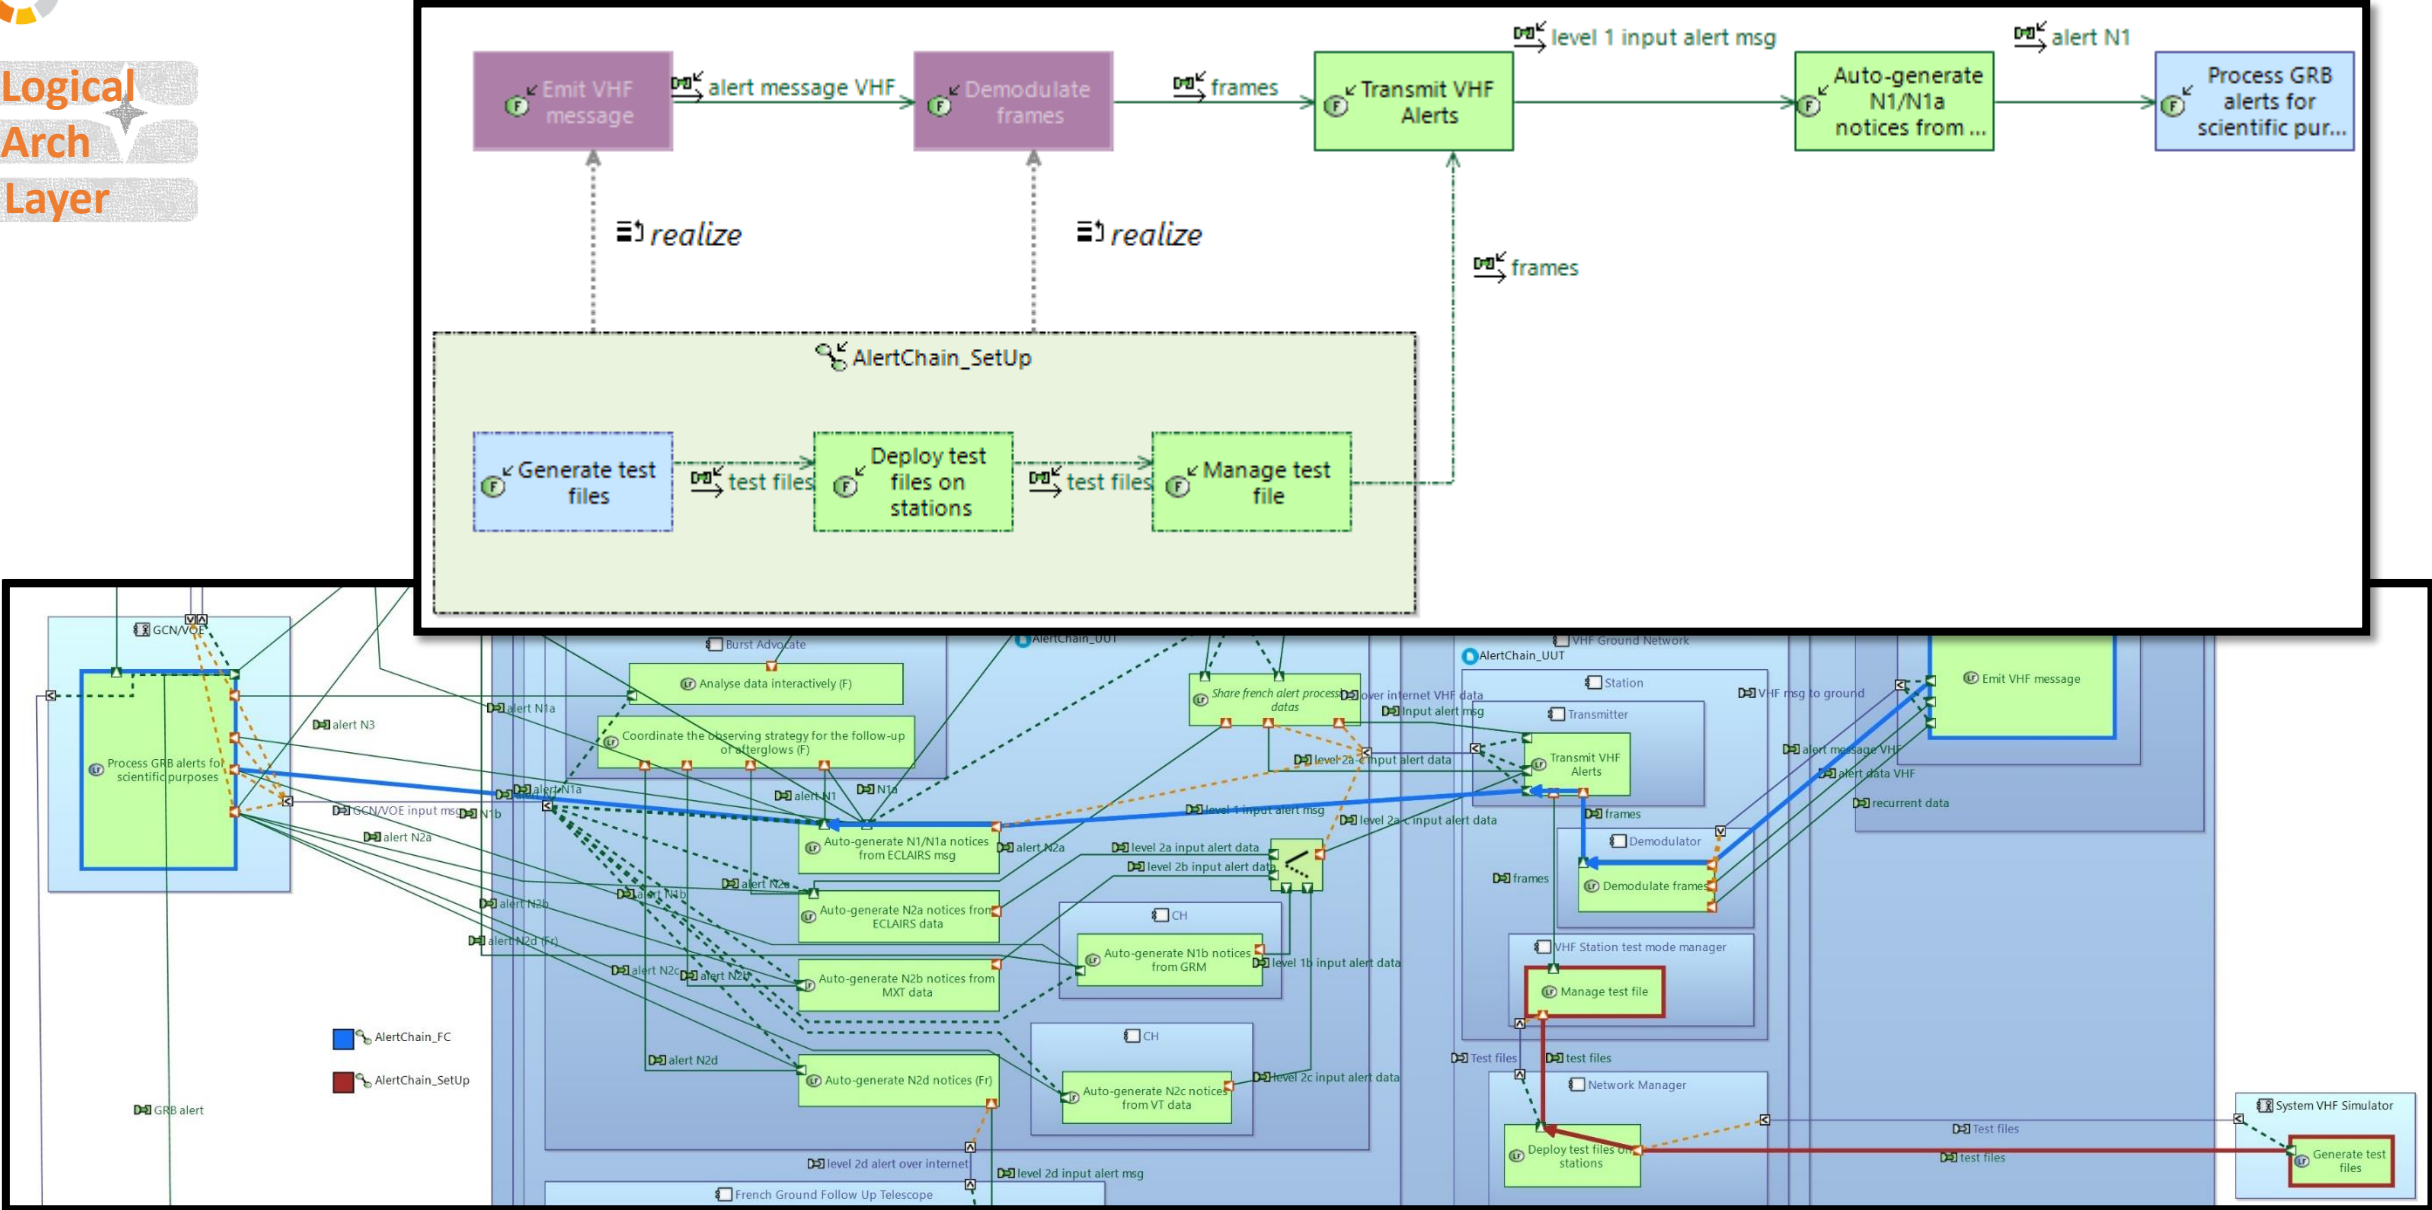 Logical
Arch
Layer
Emit VHF
message
alert message VHF
Demodulate
frames
frames
Transmit VHF
Alerts
level 1 input alert msg
Auto-generate
N1/N1a
notices from ...
alert N1
Process GRB
alerts for
scientific pur...
realize
realize
frames
AlertChain_SetUp
Generate test
files
test files
Deploy test
files on
stations
test files
Manage test
file
GCN/VOE
Process GRB alerts for
scientific purposes
alert N3
GCN/VOE input msg
alert N2a
alert N1a
N1b
alert N2b
alert N2d (Fr)
AlertChain_FC
AlertChain_SetUp
GRB alert
Burst Advocate
Analyse data interactively (F)
Coordinate the observing strategy for the follow-up
of afterglows (F)
alert N1
N1a
Auto-generate N1/N1a notices
from ECLAIRS msg
alert N2a
alert N2a
alert N1b
Auto-generate N2a notices from
ECLAIRS data
alert N2c
alert N2b
Auto-generate N2b notices from
MXT data
alert N2d
Auto-generate N2d notices (Fr)
level 2d alert over internet
level 2d input alert msg
French Ground Follow Up Telescope
AlertChain_UUT
Share french alert process
datas
over internet VHF data
Input alert msg
level 2a-c input alert data
level 1 input alert msg
level 2a-c input alert data
level 2a input alert data
level 2b input alert data
CH
Auto-generate N1b notices
from GRM
level 1b input alert data
CH
Auto-generate N2c notices
from VT data
level 2c input alert data
VHF Ground Network
AlertChain_UUT
Station
Transmitter
Transmit VHF
Alerts
frames
Demodulator
Demodulate frames
frames
VHF Station test mode manager
Manage test file
Test files
test files
Network Manager
Deploy test files on
stations
VHF msg to ground
alert message VHF
alert data VHF
recurrent data
Emit VHF message
Test files
test files
System VHF Simulator
Generate test
files